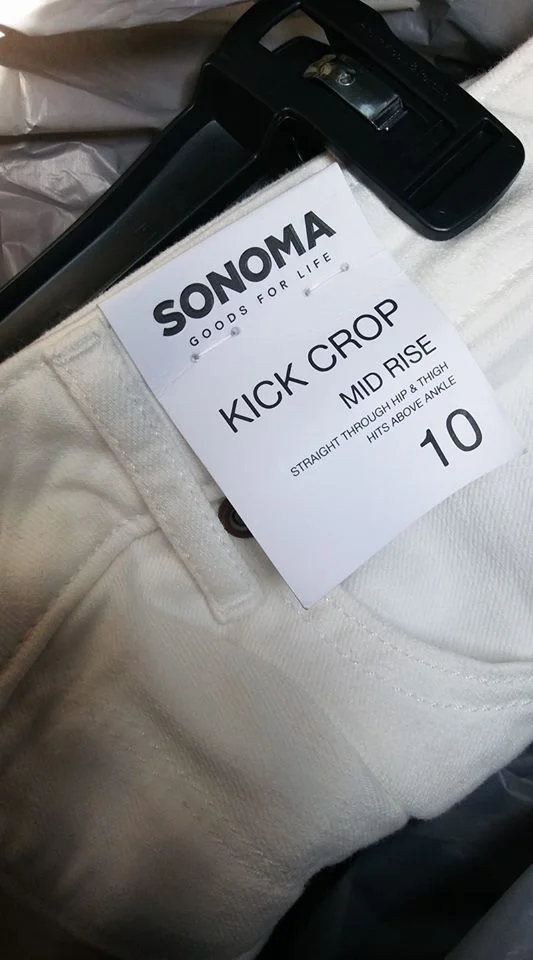 SONOMA
GOODS FOR LIFE
KICK CROP
MID RISE
STRAIGHT THROUGH HIP & THIGH
HITS ABOVE ANKLE
10